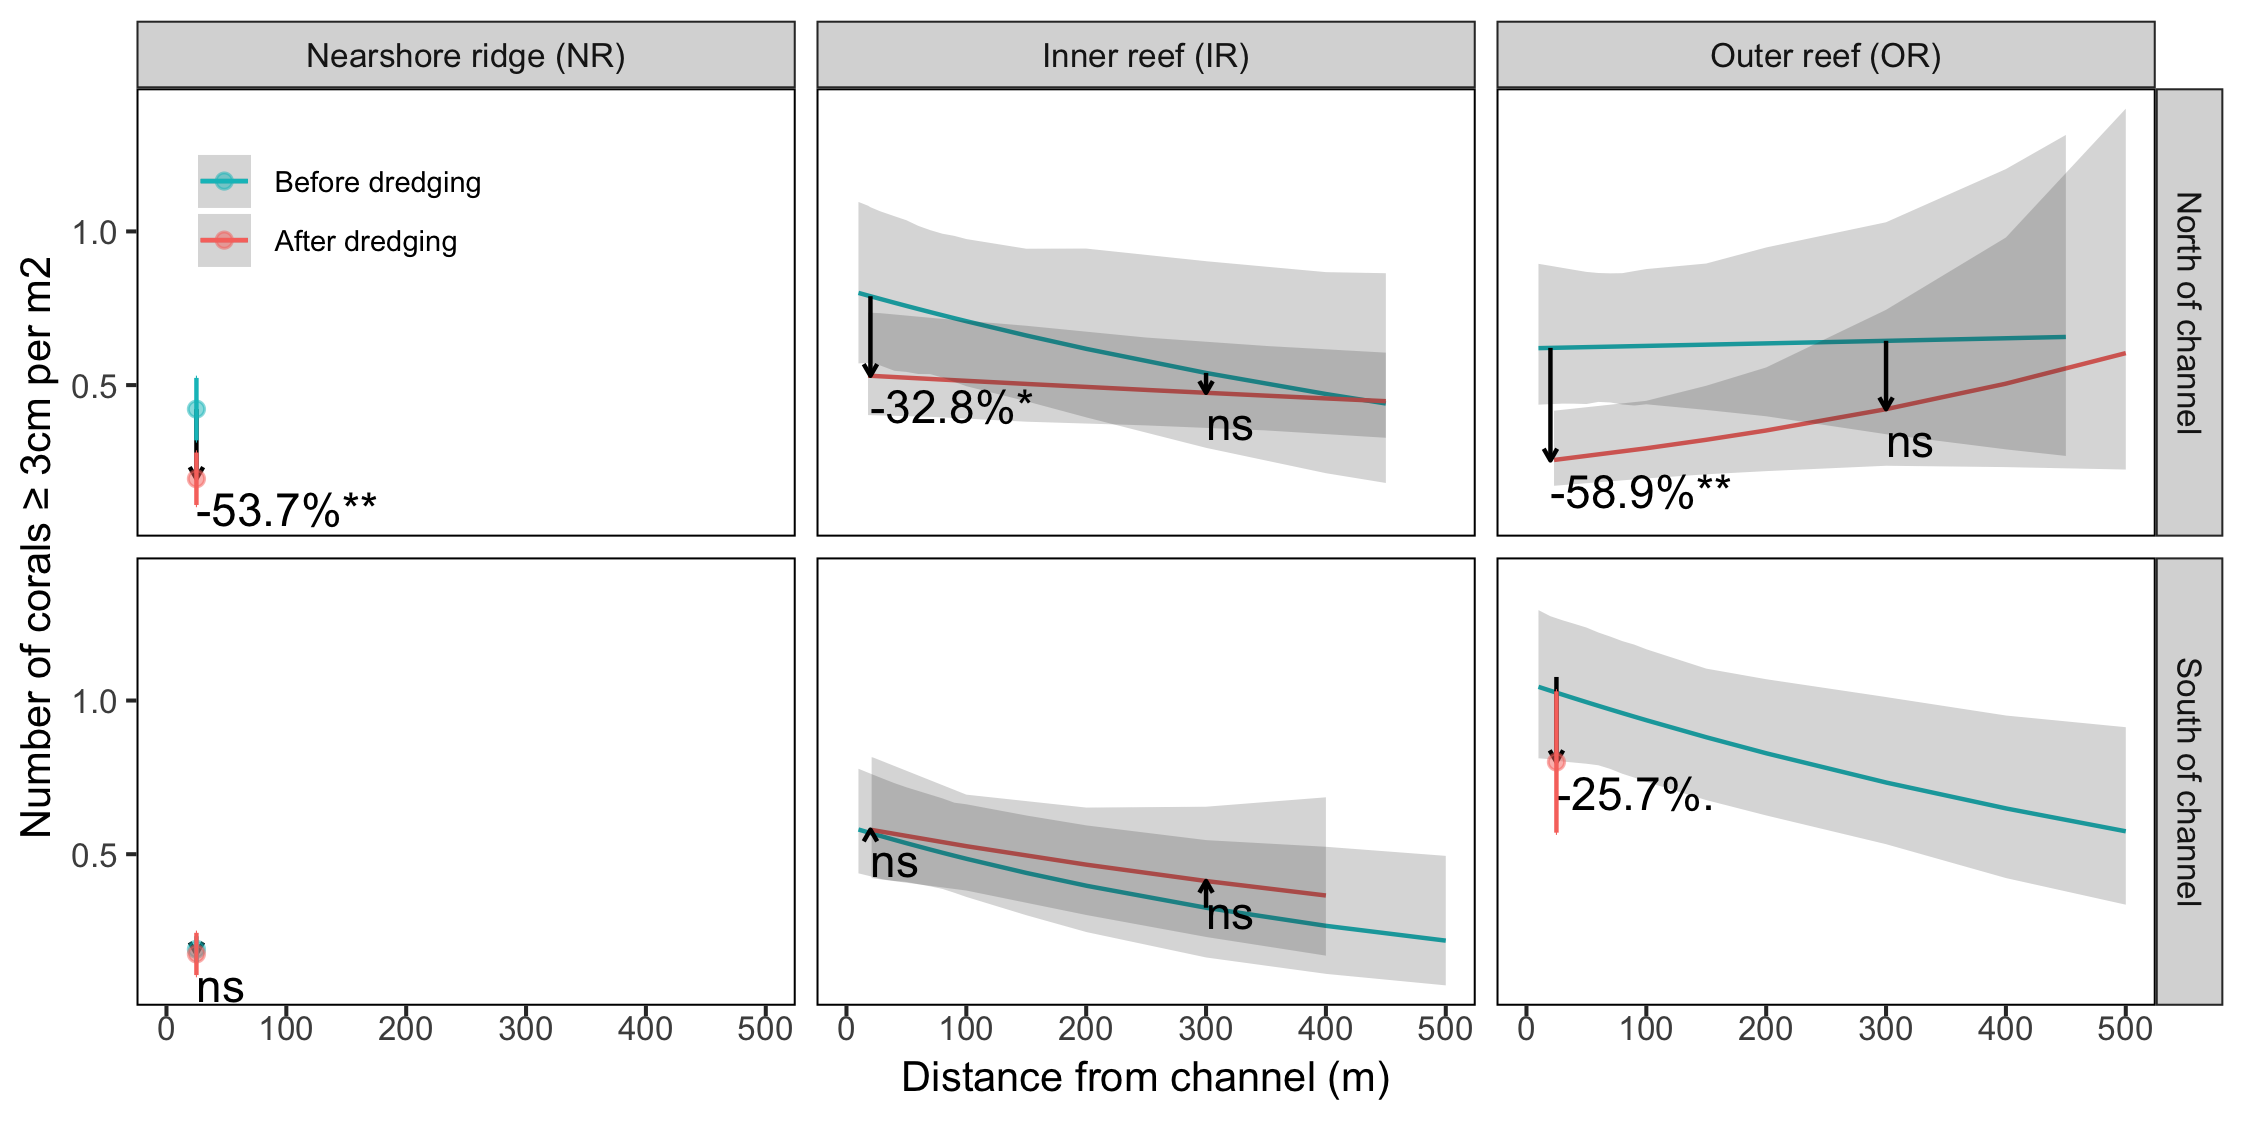 Nearshore ridge (NR)
Inner reef (IR)
Outer reef (OR)
Number of corals ≥ 3cm per m2
1.0
0.5
Before dredging
After dredging
-53.7%**
-32.8%*
ns
-58.9%**
ns
North of channel
1.0
0.5
ns
ns
ns
-25.7%.
South of channel
0 100 200 300 400 500
0 100 200 300 400 500
0 100 200 300 400 500
Distance from channel (m)